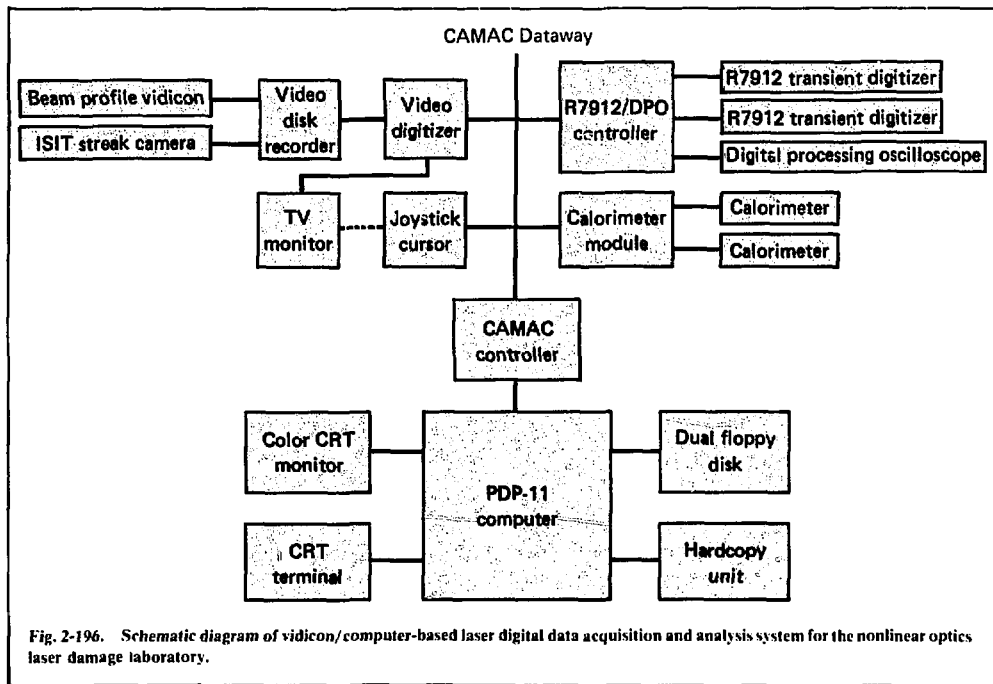 CAMAC Dataway
Beam profile vidicon
ISIT streak camera
Video
disk
recorder
Video
digitizer
R7912/DPO
controller
R7912 transient digitizer
R7912 transient digitizer
Digital processing oscilloscope
TV
monitor
Joystick
cursor
Calorimeter
module
Calorimeter
Calorimeter
CAMAC
controller
Color CRT
monitor
PDP-11
computer
Dual floppy
disk
CRT
terminal
Hardcopy
unit
Fig. 2-196. Schematic diagram of vidicon/computer-based laser digital data acquisition and analysis system for the nonlinear optics
laser damage laboratory.